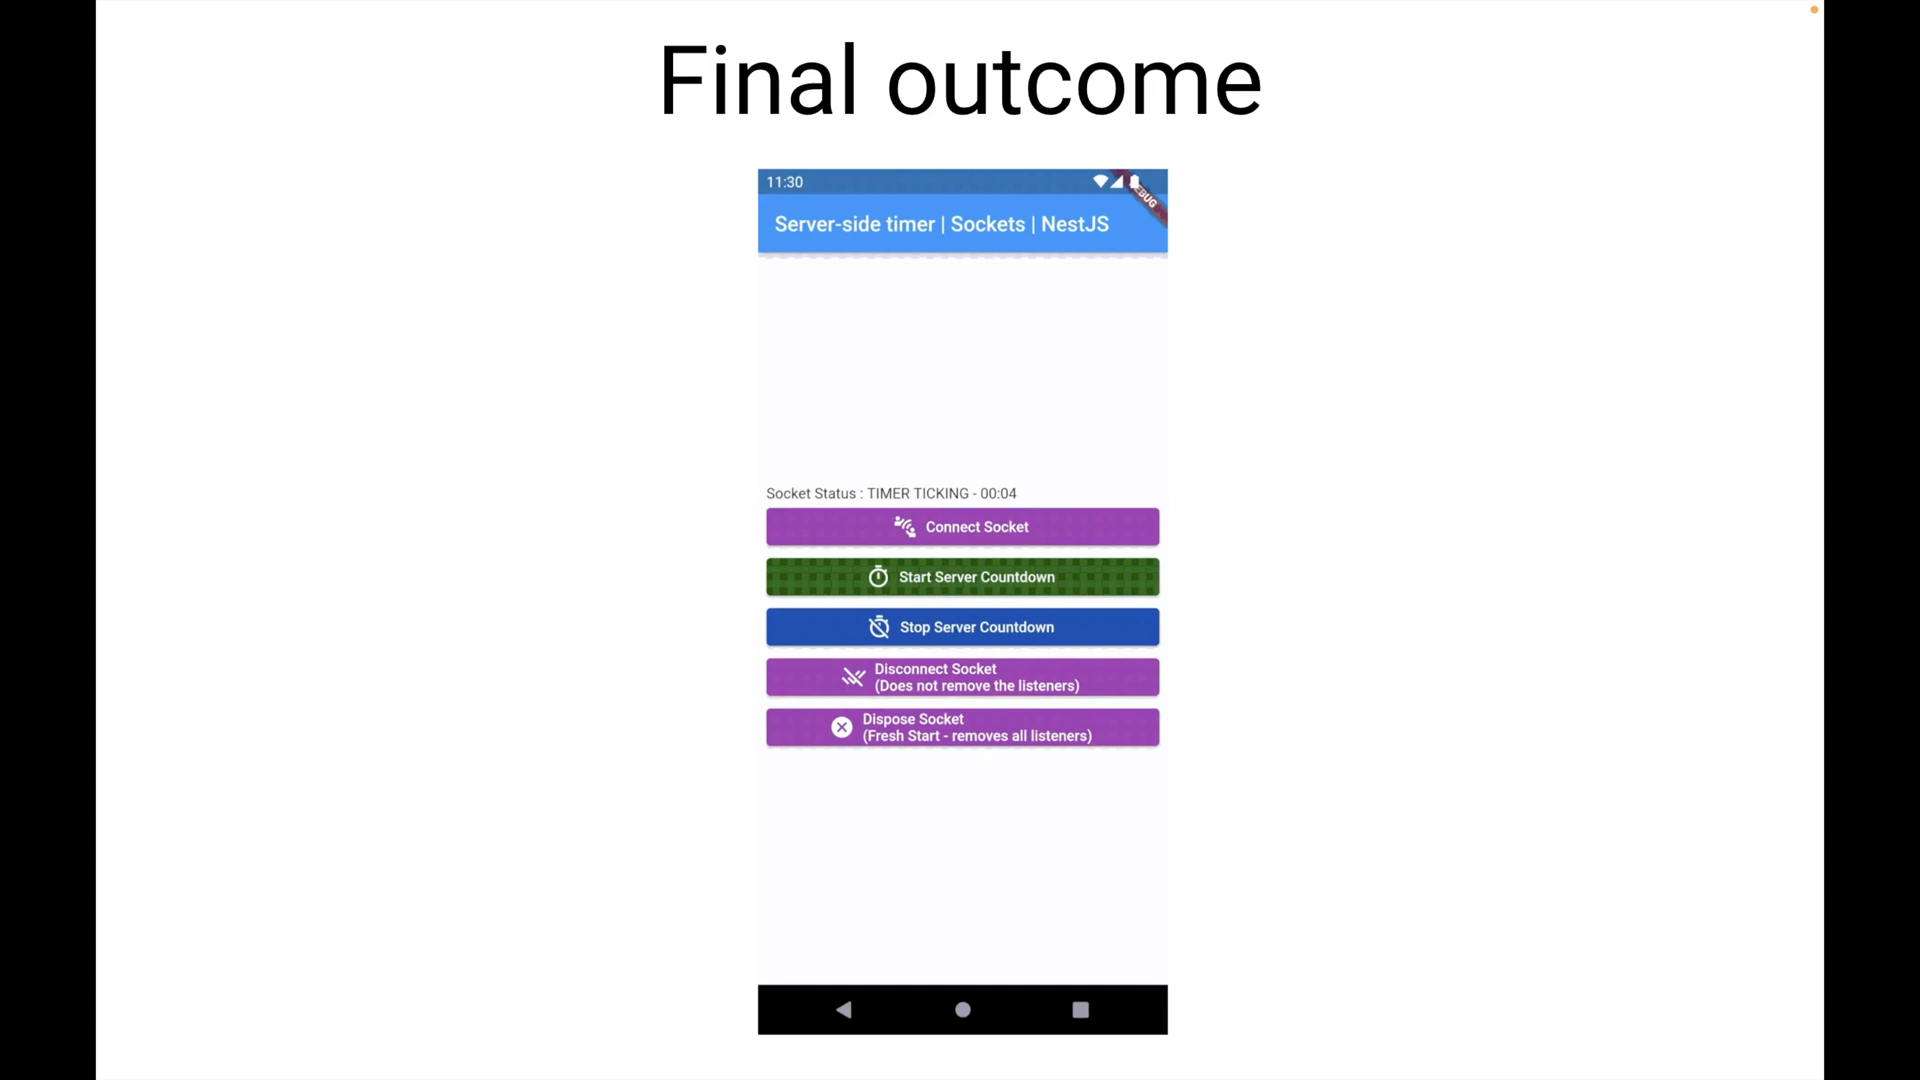 Final outcome
11:30
Server-side timer | Sockets | NestJS
Socket Status : TIMER TICKING - 00:04
Connect Socket
Start Server Countdown
Stop Server Countdown
Disconnect Socket
(Does not remove the listeners)
Dispose Socket
(Fresh Start - removes all listeners)